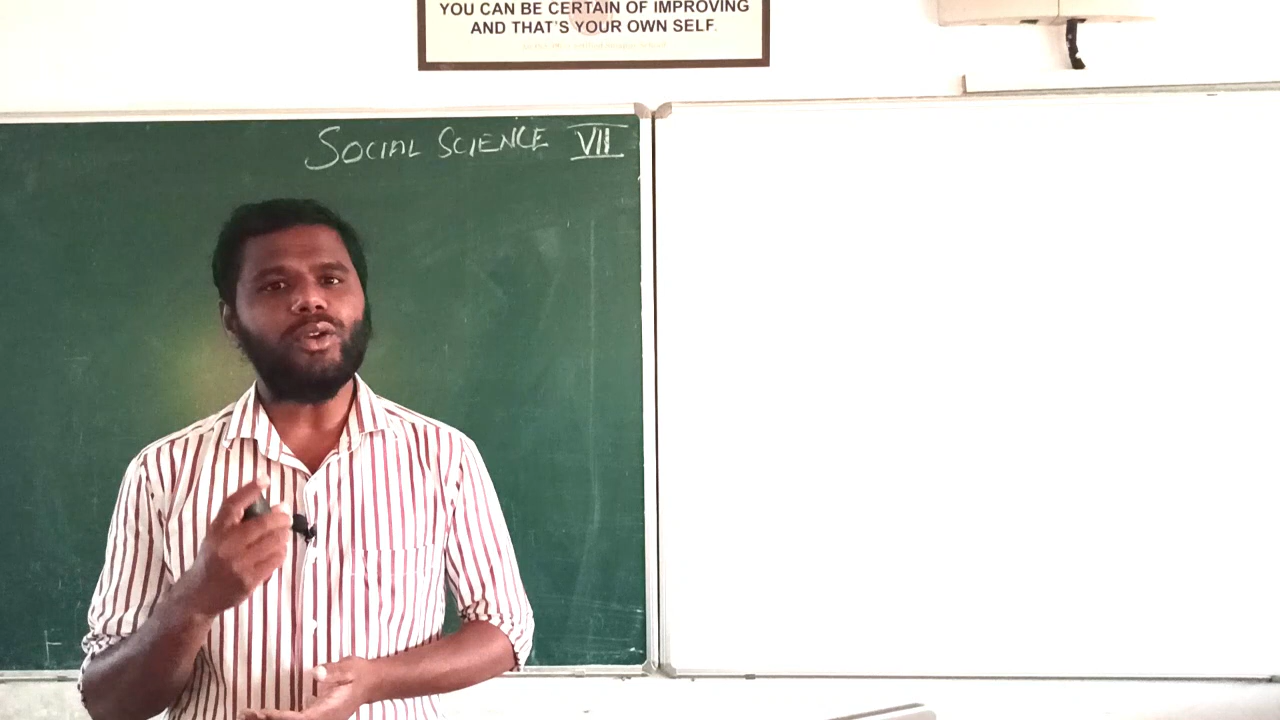 YOU CAN BE CERTAIN OF IMPROVING
AND THAT'S YOUR OWN SELF.
SOCIAL SCIENCE VII